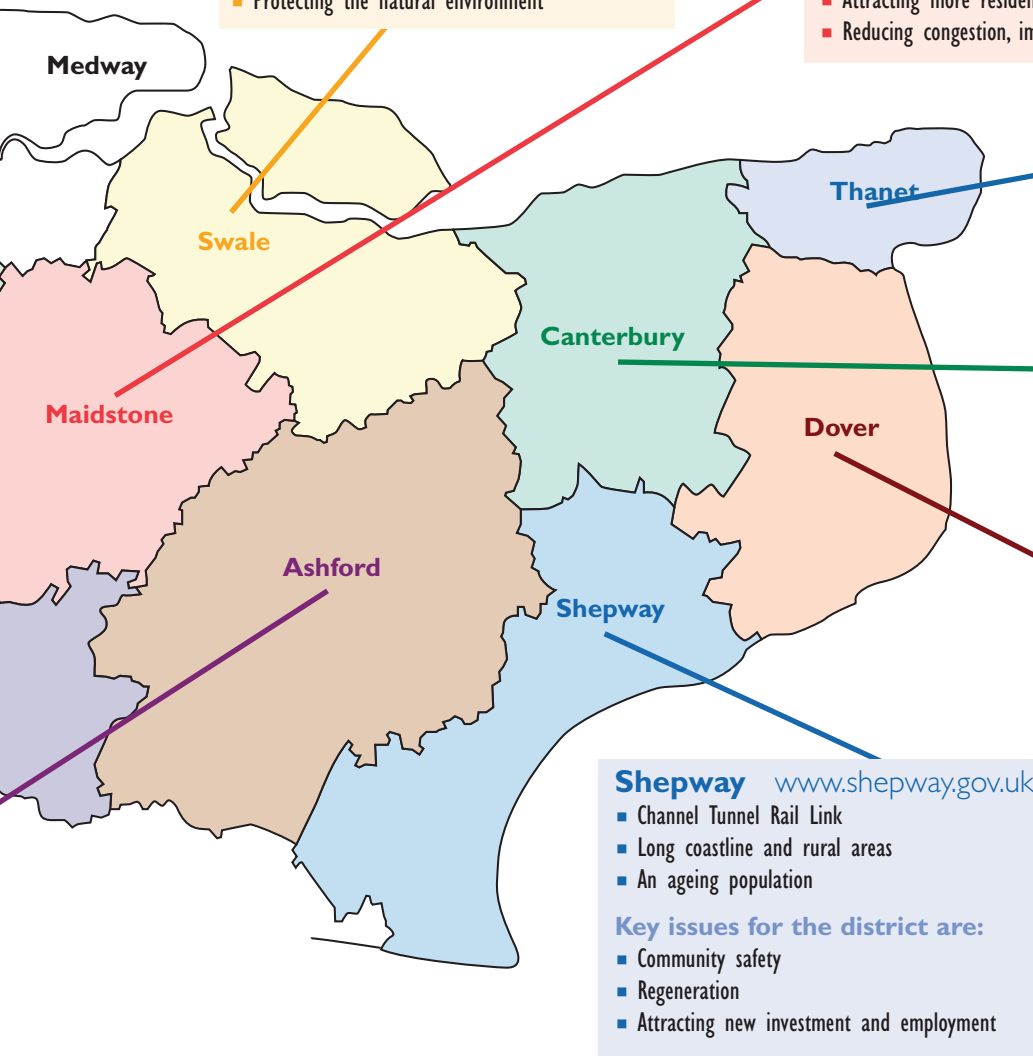 Protecting the natural environment
Attracting more
Reducing congestion,
Medway
Thanet
Swale
Canterbury
Maidstone
Dover
Ashford
Shepway
Shepway www.shepway.gov.uk
▪ Channel Tunnel Rail Link
▪ Long coastline and rural areas
▪ An ageing population
Key issues for the district are:
▪ Community safety
▪ Regeneration
▪ Attracting new investment and employment